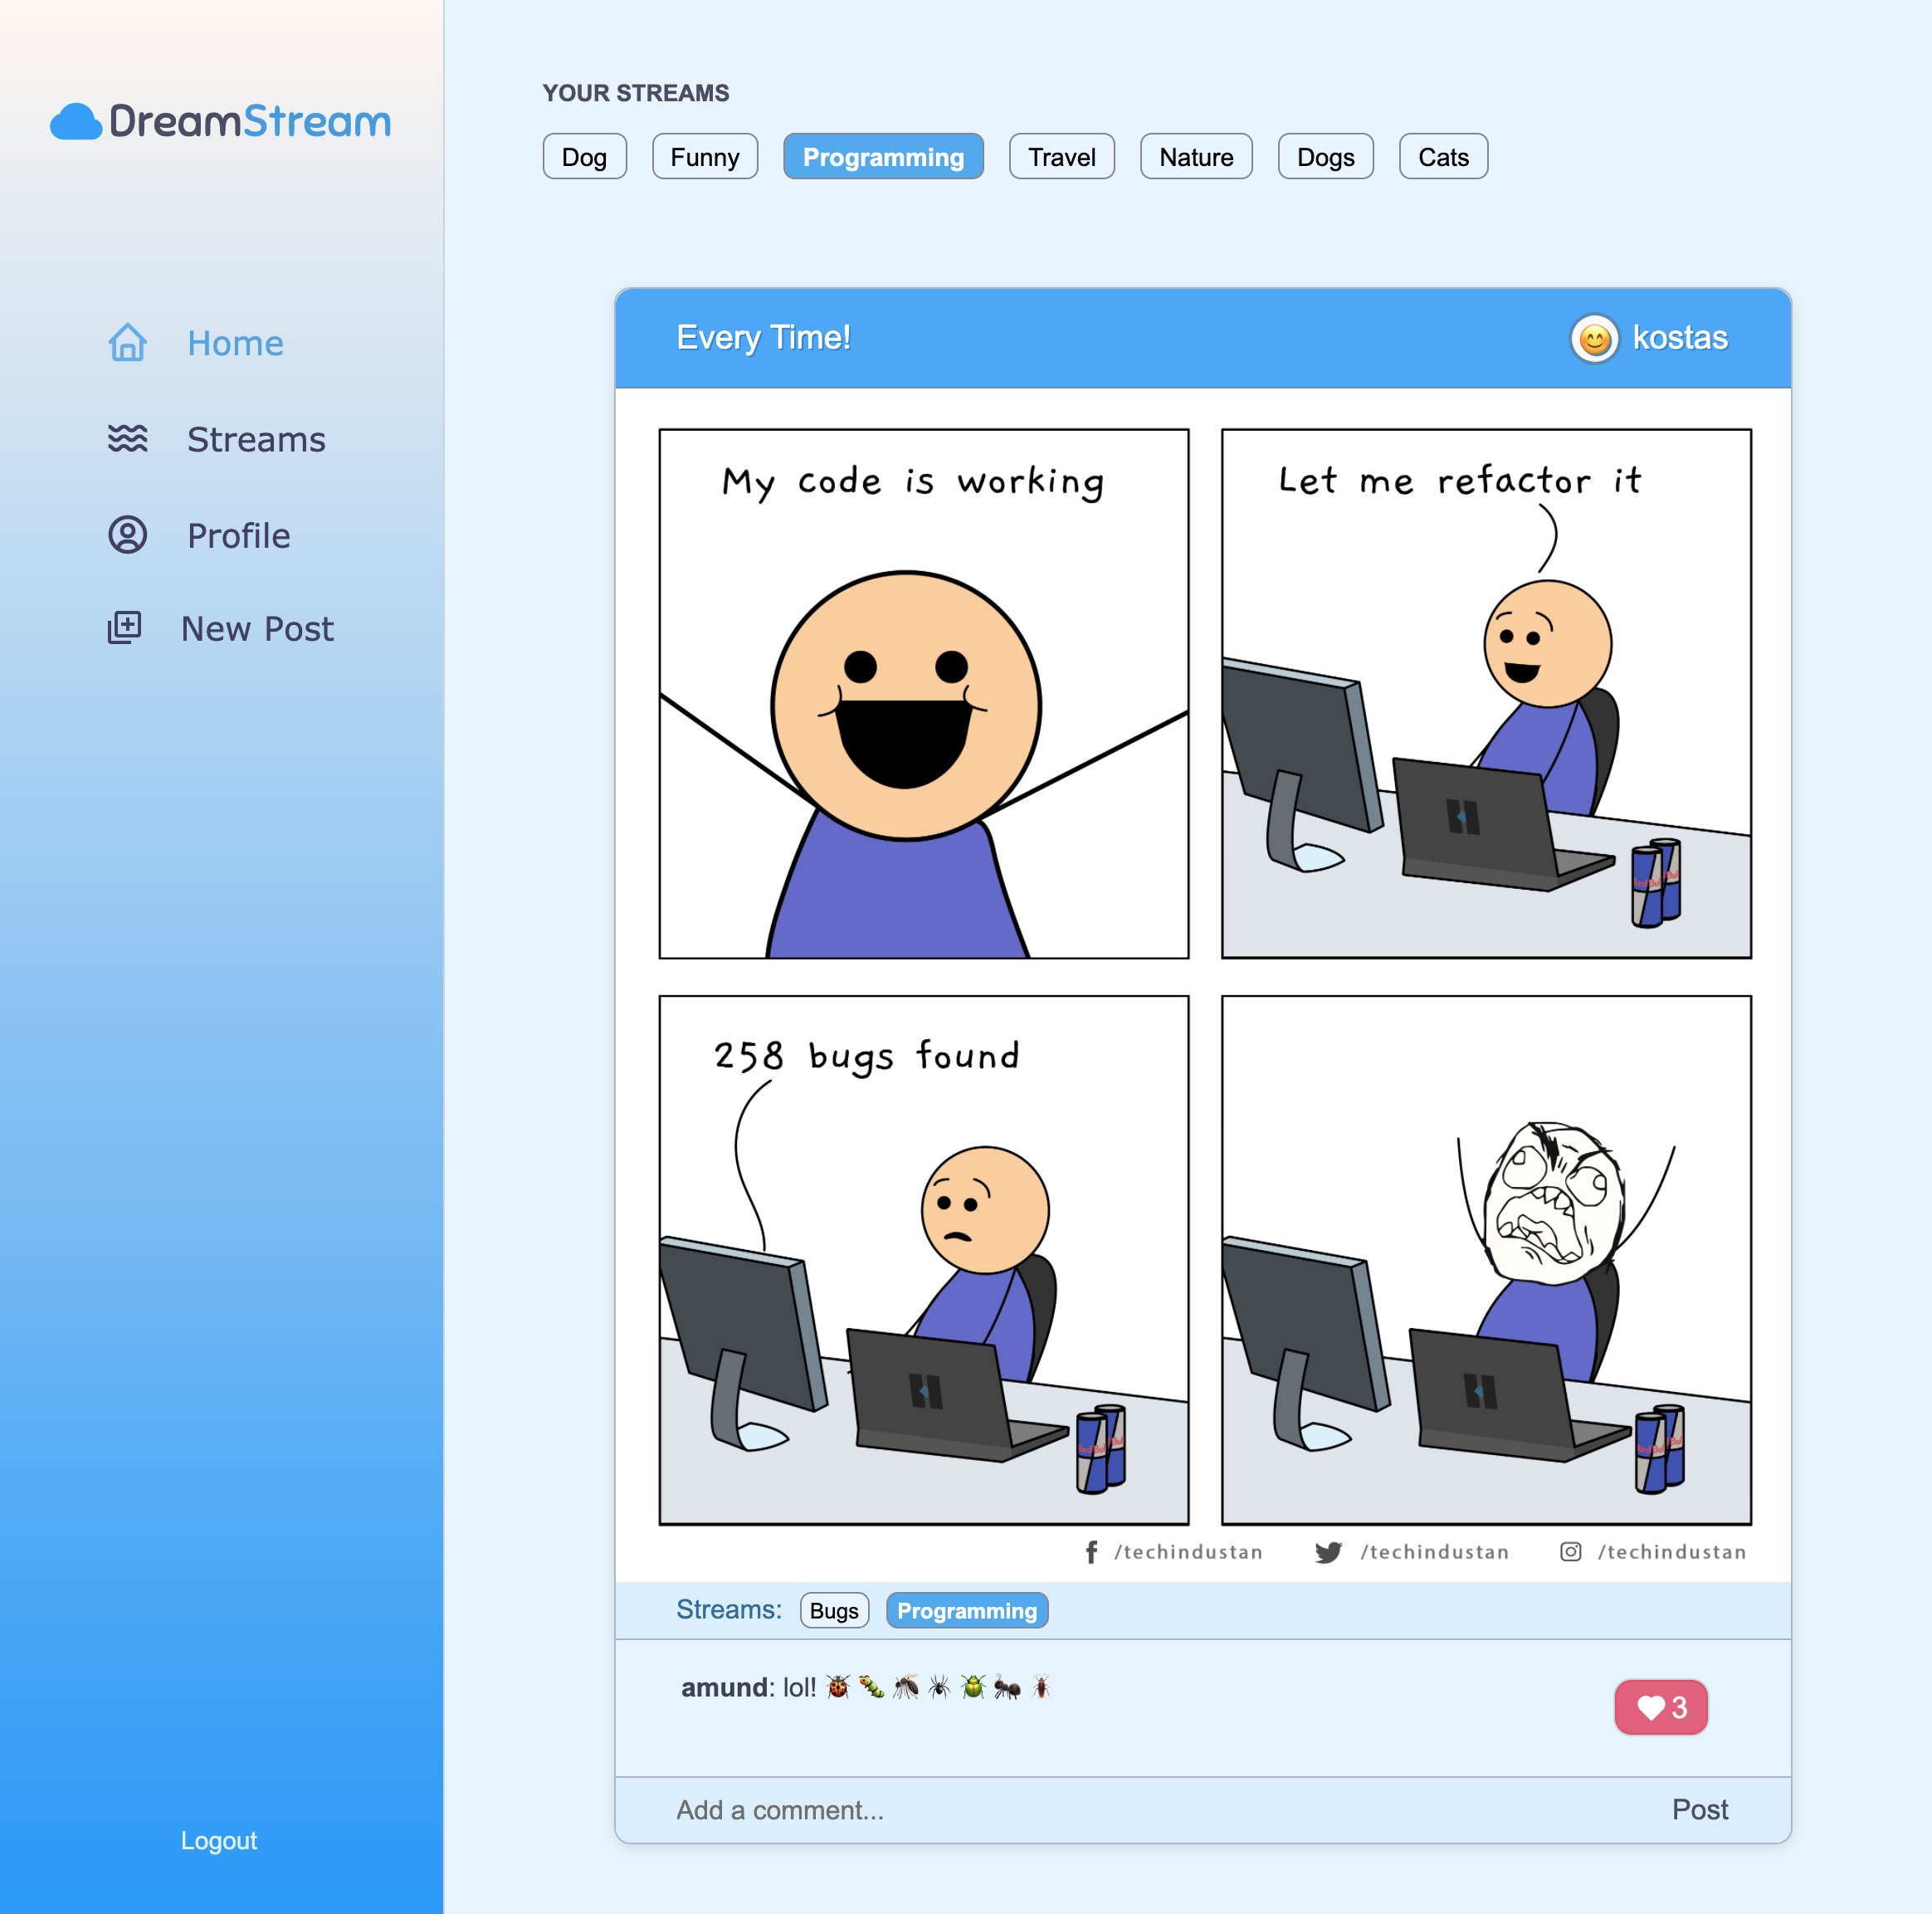 DreamStream
Home
Streams
Profile
New Post
Logout
YOUR STREAMS
Dog Funny Programming Travel Nature Dogs Cats
Every Time! kostas
My code is working
Let me refactor it
258 bugs found
/techindustan /techindustan /techindustan
Streams: Bugs Programming
amund: lol! 🐞 🐛 🦟 🕷 🪲 🐜 🪳
3
Add a comment... Post